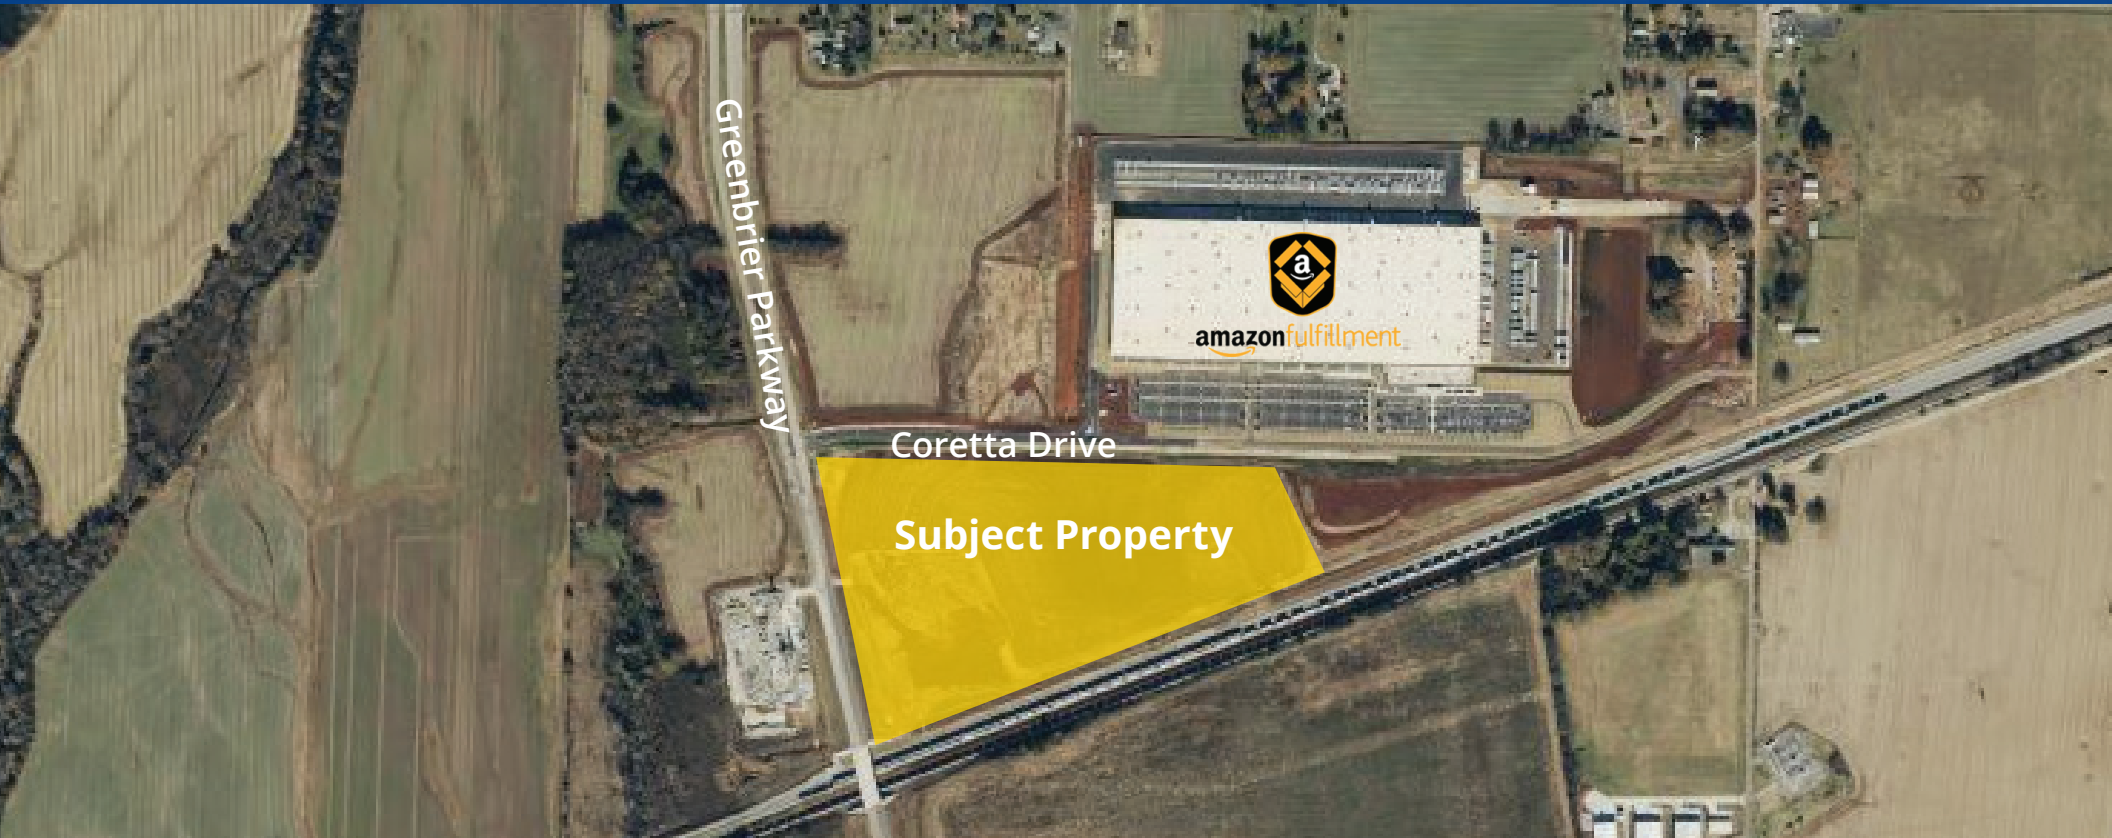 Greenbrier Parkway
a
amazonfulfillment
Coretta Drive
Subject Property